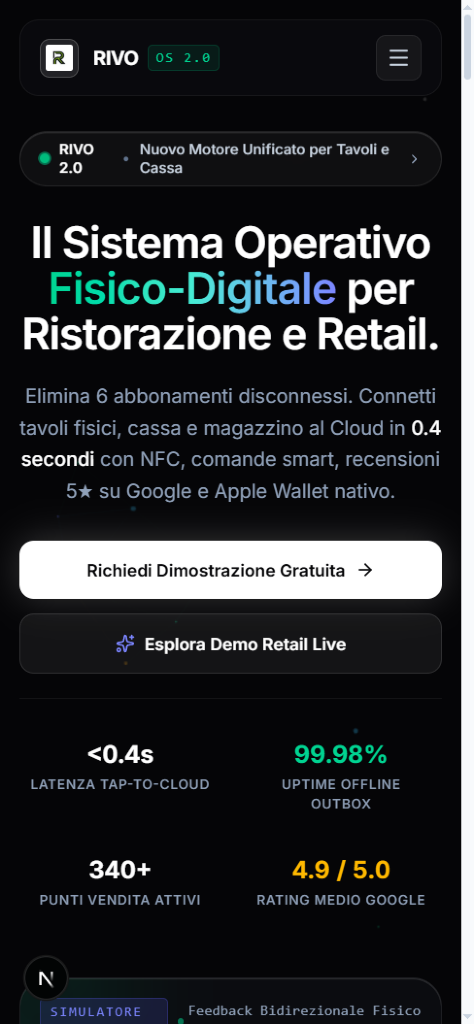 R RIVO OS 2.0
RIVO 2.0 • Nuovo Motore Unificato per Tavoli e Cassa
Il Sistema Operativo
Fisico-Digitale per
Ristorazione e Retail.
Elimina 6 abbonamenti disconnessi. Connetti
tavoli fisici, cassa e magazzino al Cloud in 0.4
secondi con NFC, comande smart, recensioni
5★ su Google e Apple Wallet nativo.
Richiedi Dimostrazione Gratuita →
Esplora Demo Retail Live
<0.4s
LATENZA TAP-TO-CLOUD
99.98%
UPTIME OFFLINE
OUTBOX
340+
PUNTI VENDITA ATTIVI
4.9 / 5.0
RATING MEDIO GOOGLE
N
SIMULATORE
Feedback Bidirezionale Fisico